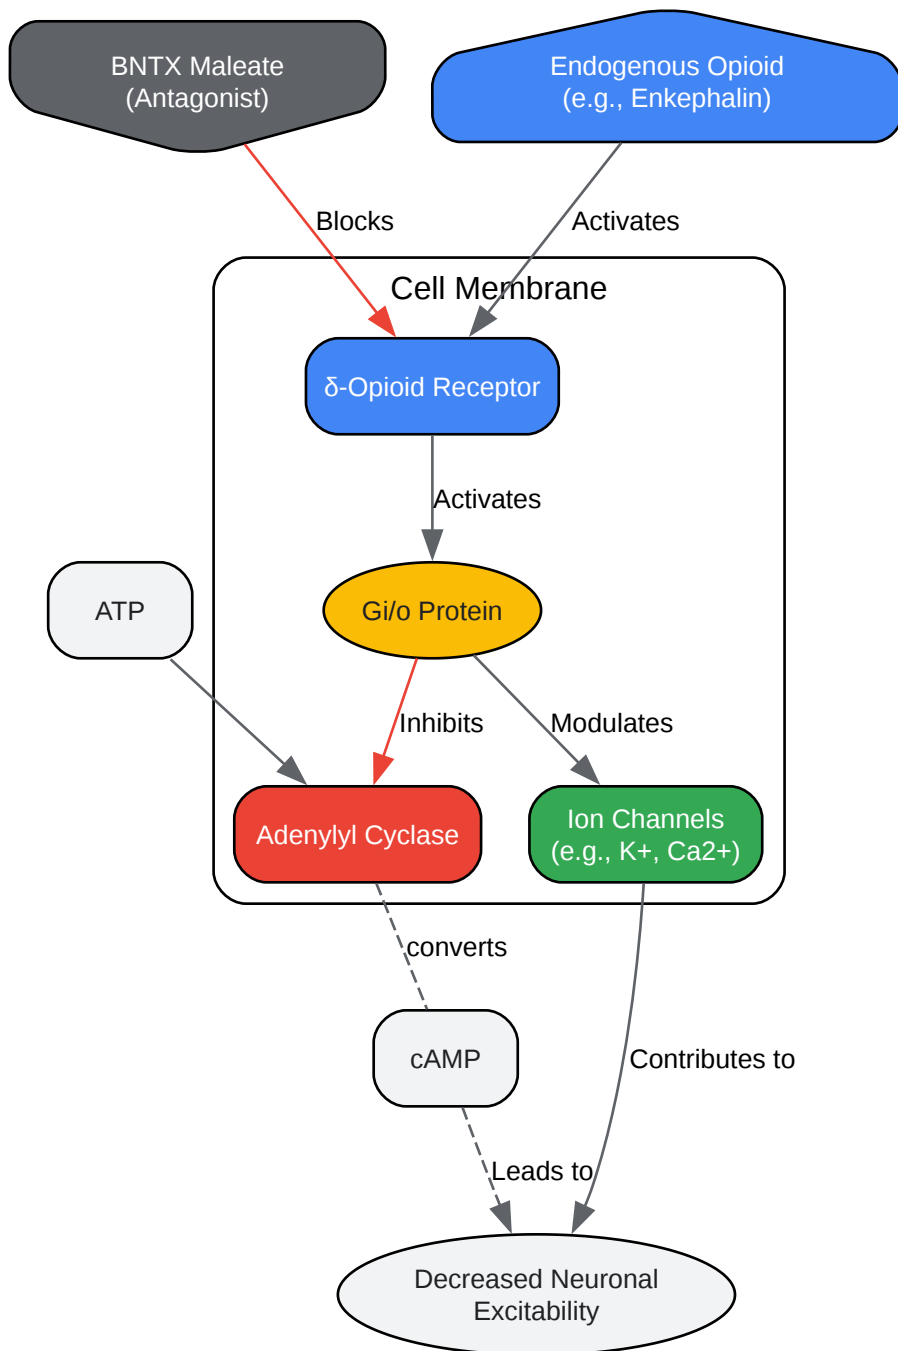 BNTX Maleate
(Antagonist)
Endogenous Opioid
(e.g., Enkephalin)
Blocks
Activates
Cell Membrane
δ-Opioid Receptor
Activates
ATP
Gi/o Protein
Inhibits
Modulates
Adenylyl Cyclase
Ion Channels
(e.g., K+, Ca2+)
converts
cAMP
Contributes to
Leads to
Decreased Neuronal
Excitability